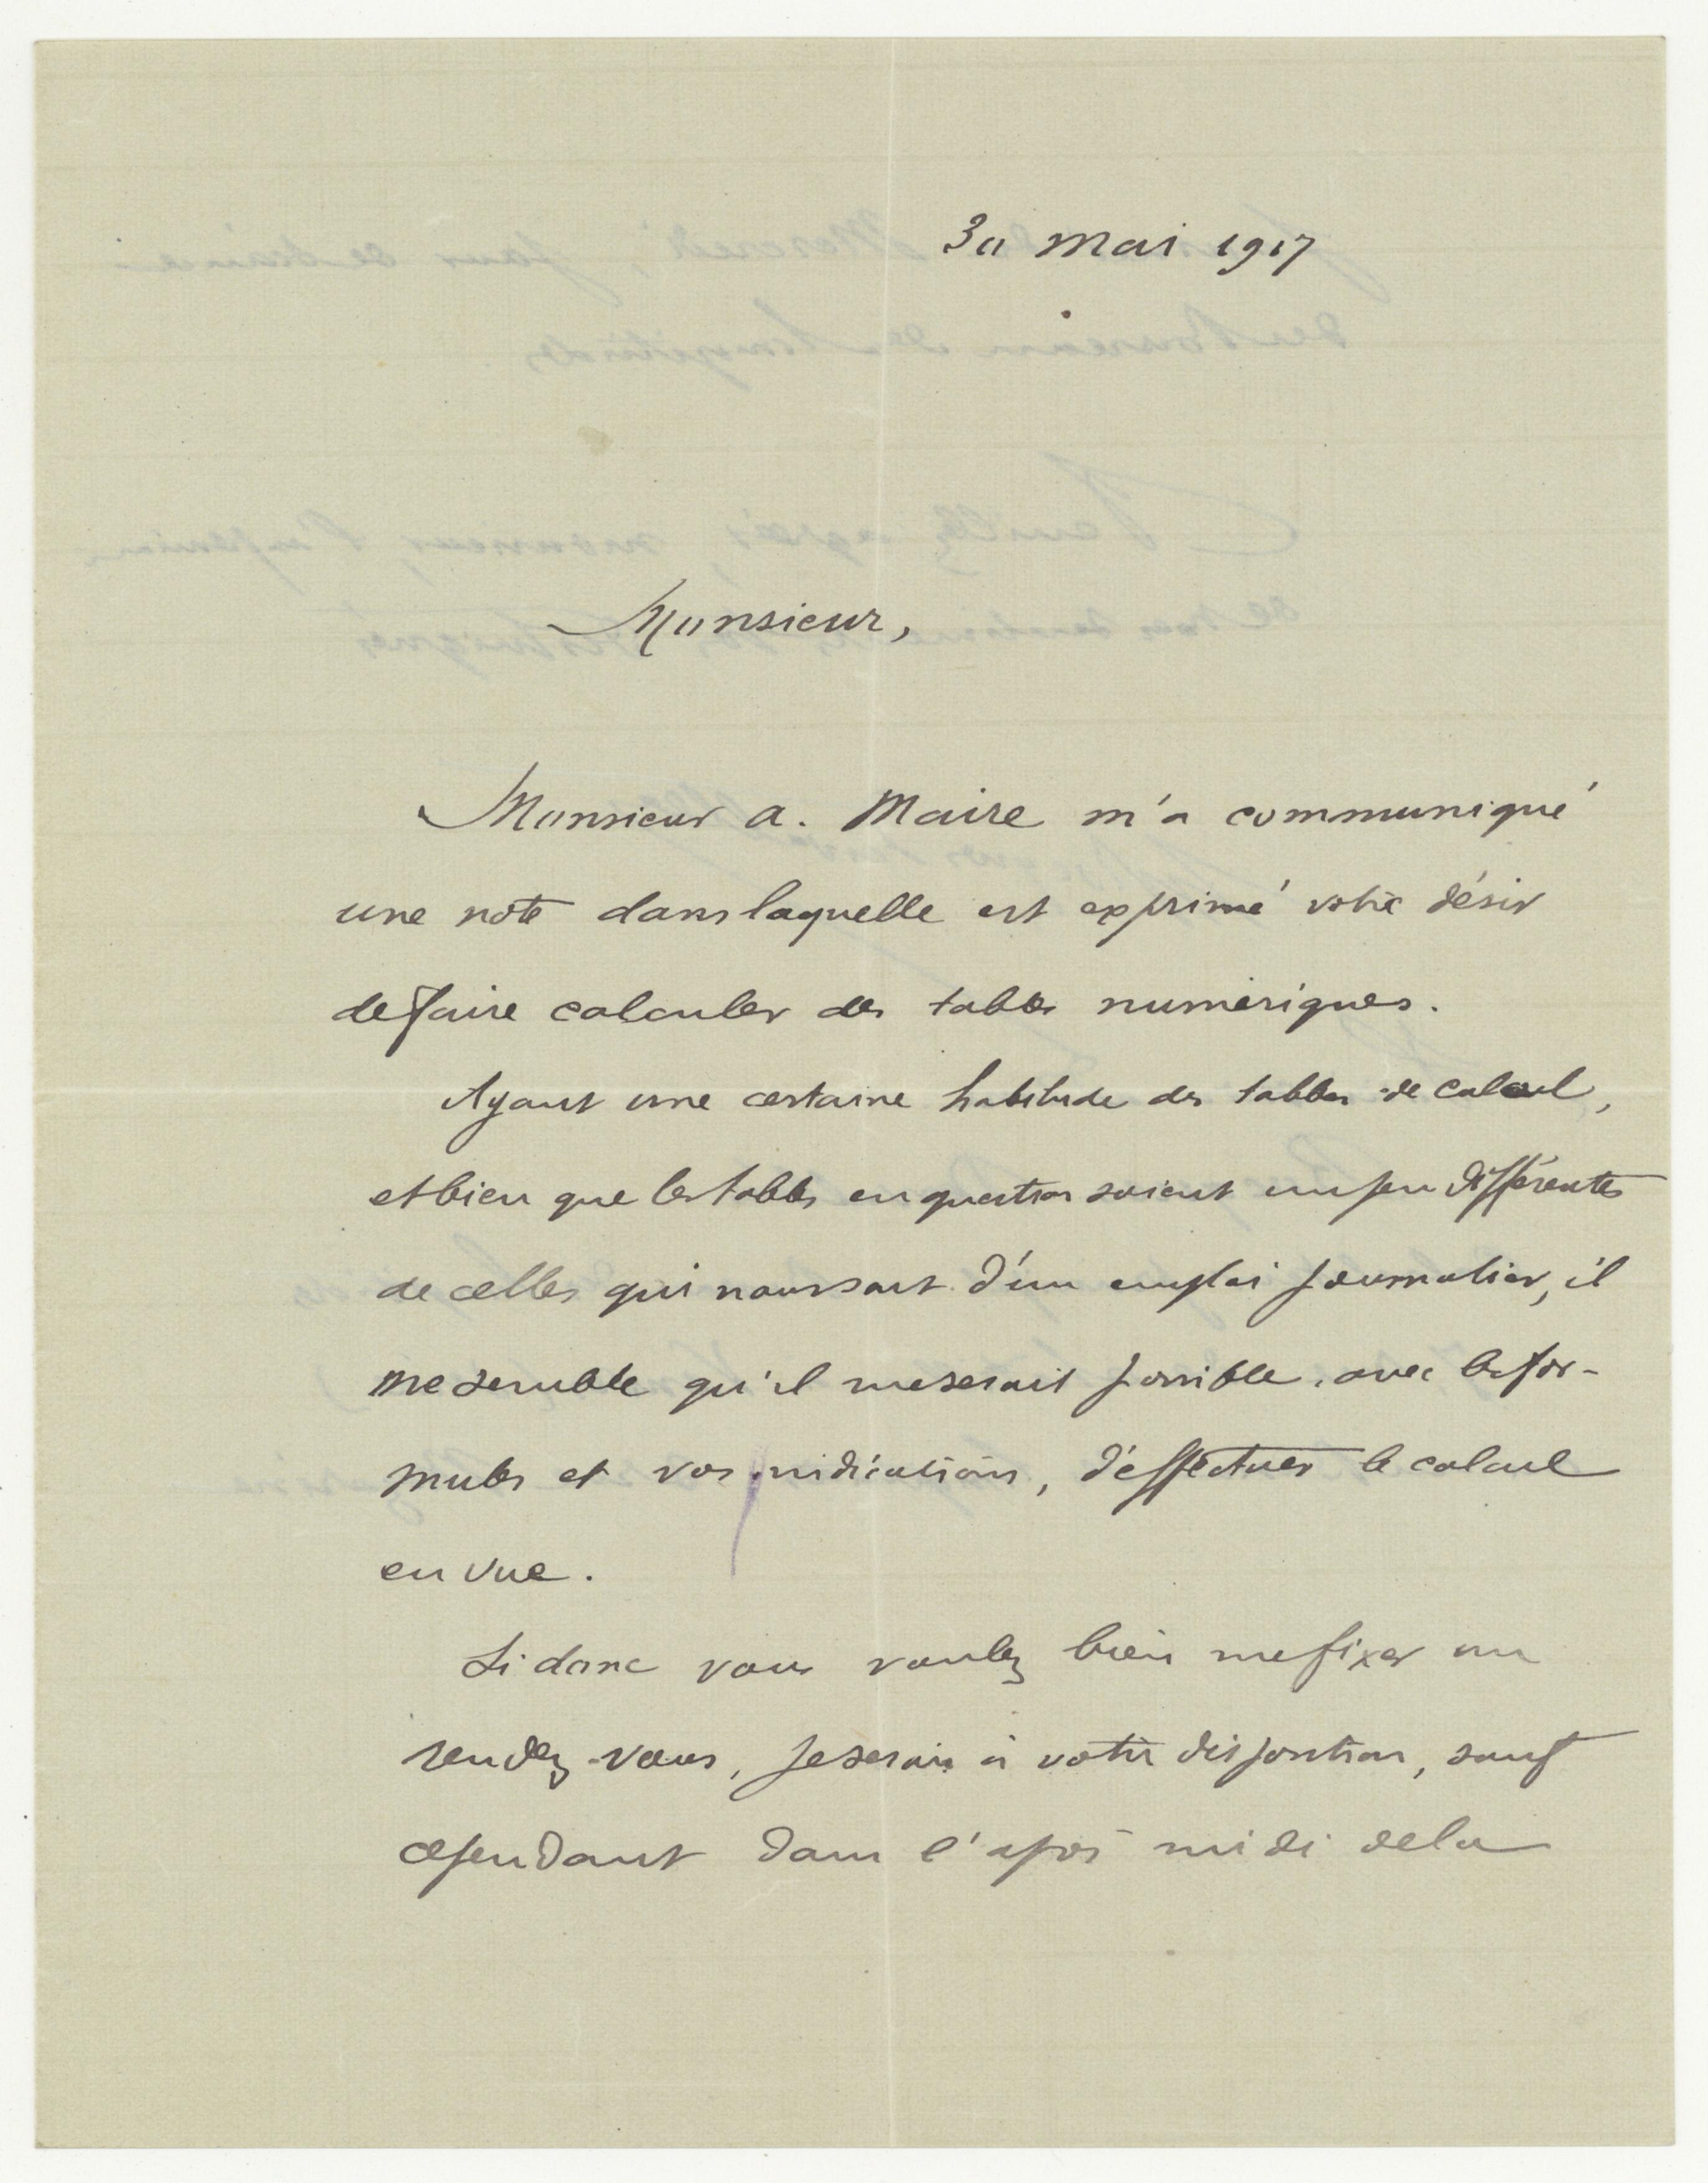 30 mai 1917
Monsieur,
Monsieur A. Maire m'a communiqué
une note dans laquelle est exprimé votre désir
de faire calculer des tables numériques.
Ayant une certaine habitude des tables de calcul,
et bien que les tables en question soient un peu différentes
de celles qui nous sont d'un emploi journalier, il
me semble qu'il me serait possible, avec les for-
mules et vos indications, d'effectuer le calcul
en vue.
Si donc vous voulez bien me fixer un
rendez-vous, je serais à votre disposition, sauf
cependant dans l'après midi de la